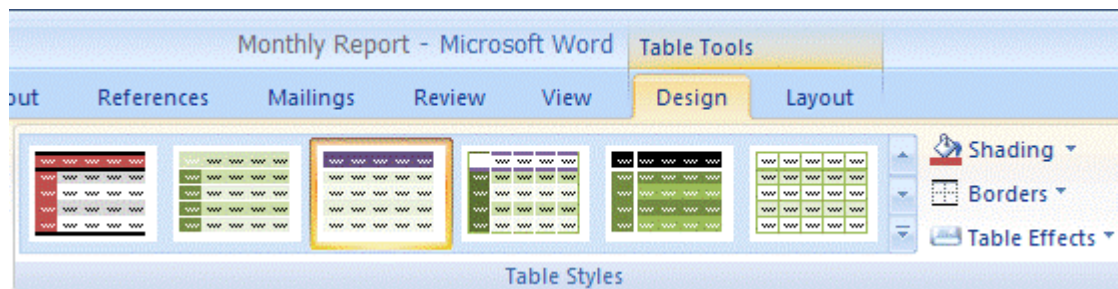 Monthly Report - Microsoft Word Table Tools
out References Mailings Review View Design Layout
Shading
Borders
Table Effects
Table Styles